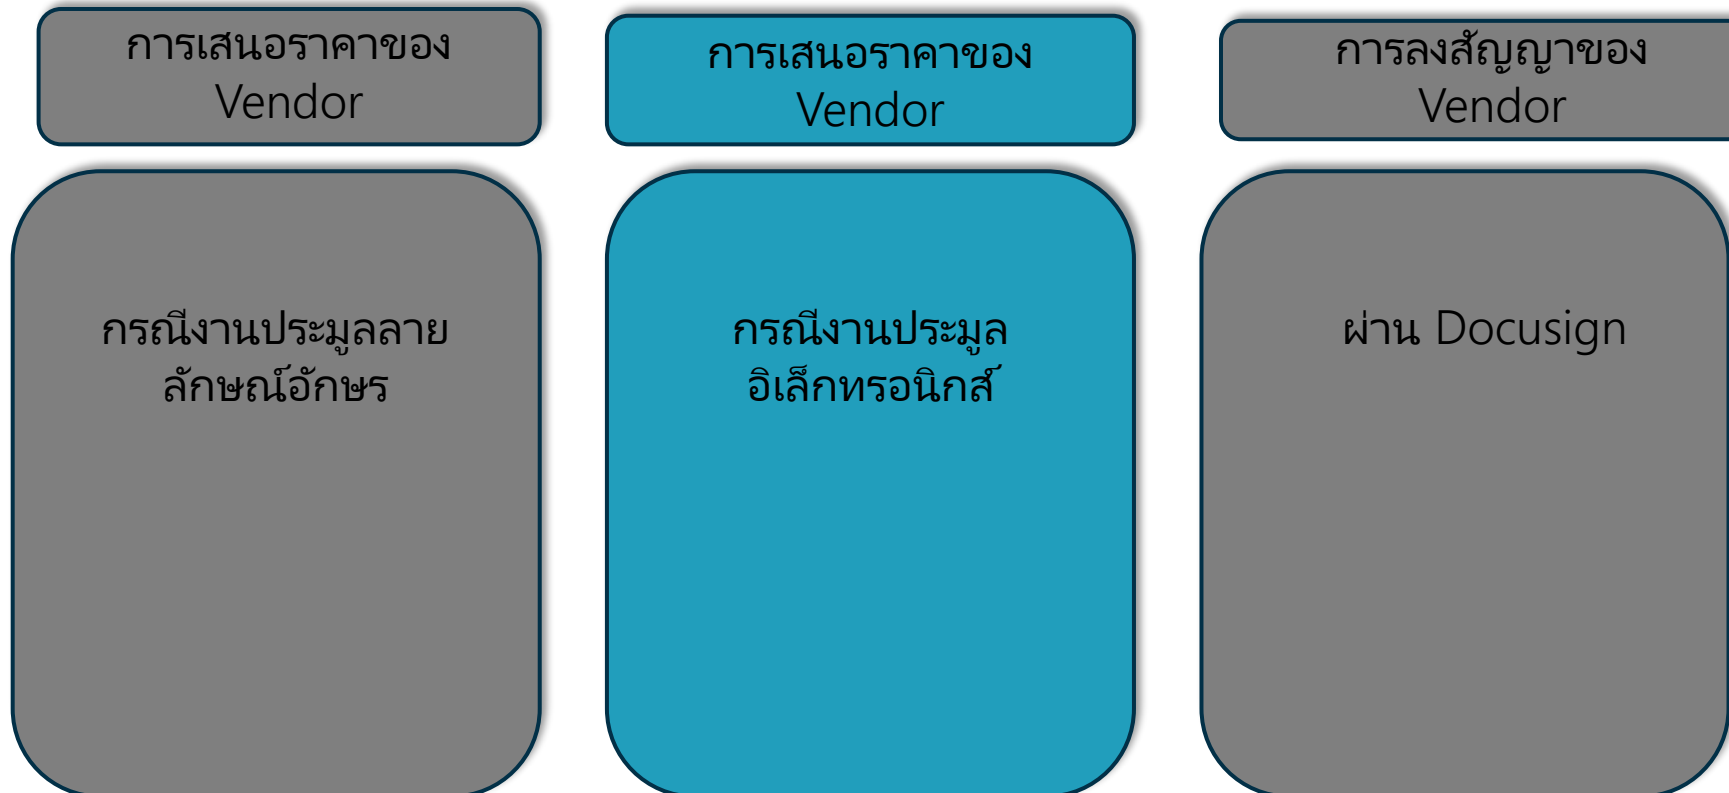 การเสนอราคาของ
Vendor
การเสนอราคาของ
Vendor
การลงสัญญาของ
Vendor
กรณีงานประมูลลาย
ลักษณ์อักษร
กรณีงานประมูล
อิเล็กทรอนิกส์
ผ่าน Docusign